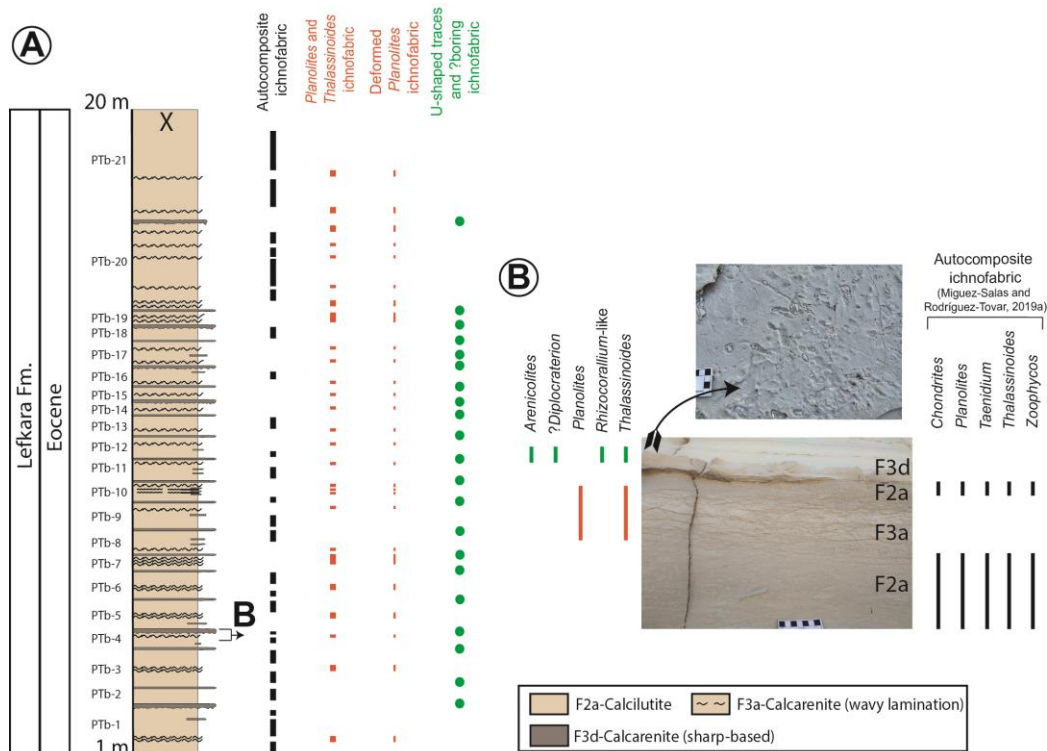 A
Autocomposite
ichnofabric
Planolites and
Thalassinoides
ichnofabric
Deformed
Planolites
ichnofabric
U-shaped traces
and ?boring
ichnofabric
20 m
X
Lefkara Fm.
Eocene
PTb-21
PTb-20
PTb-19
PTb-18
PTb-17
PTb-16
PTb-15
PTb-14
PTb-13
PTb-12
PTb-11
PTb-10
PTb-9
PTb-8
PTb-7
PTb-6
PTb-5
PTb-4
B
PTb-3
PTb-2
PTb-1
1 m
B
Autocomposite
ichnofabric
(Miguez-Salas and
Rodríguez-Tovar, 2019a)
Arenicolites
?Diplocraterion
Planolites
Rhizocorallium-like
Thalassinoides
Chondrites
Planolites
Taenidium
Thalassinoides
Zoophycos
F3d
F2a
F3a
F2a
F2a-Calcilutite
F3a-Calcarenite (wavy lamination)
F3d-Calcarenite (sharp-based)